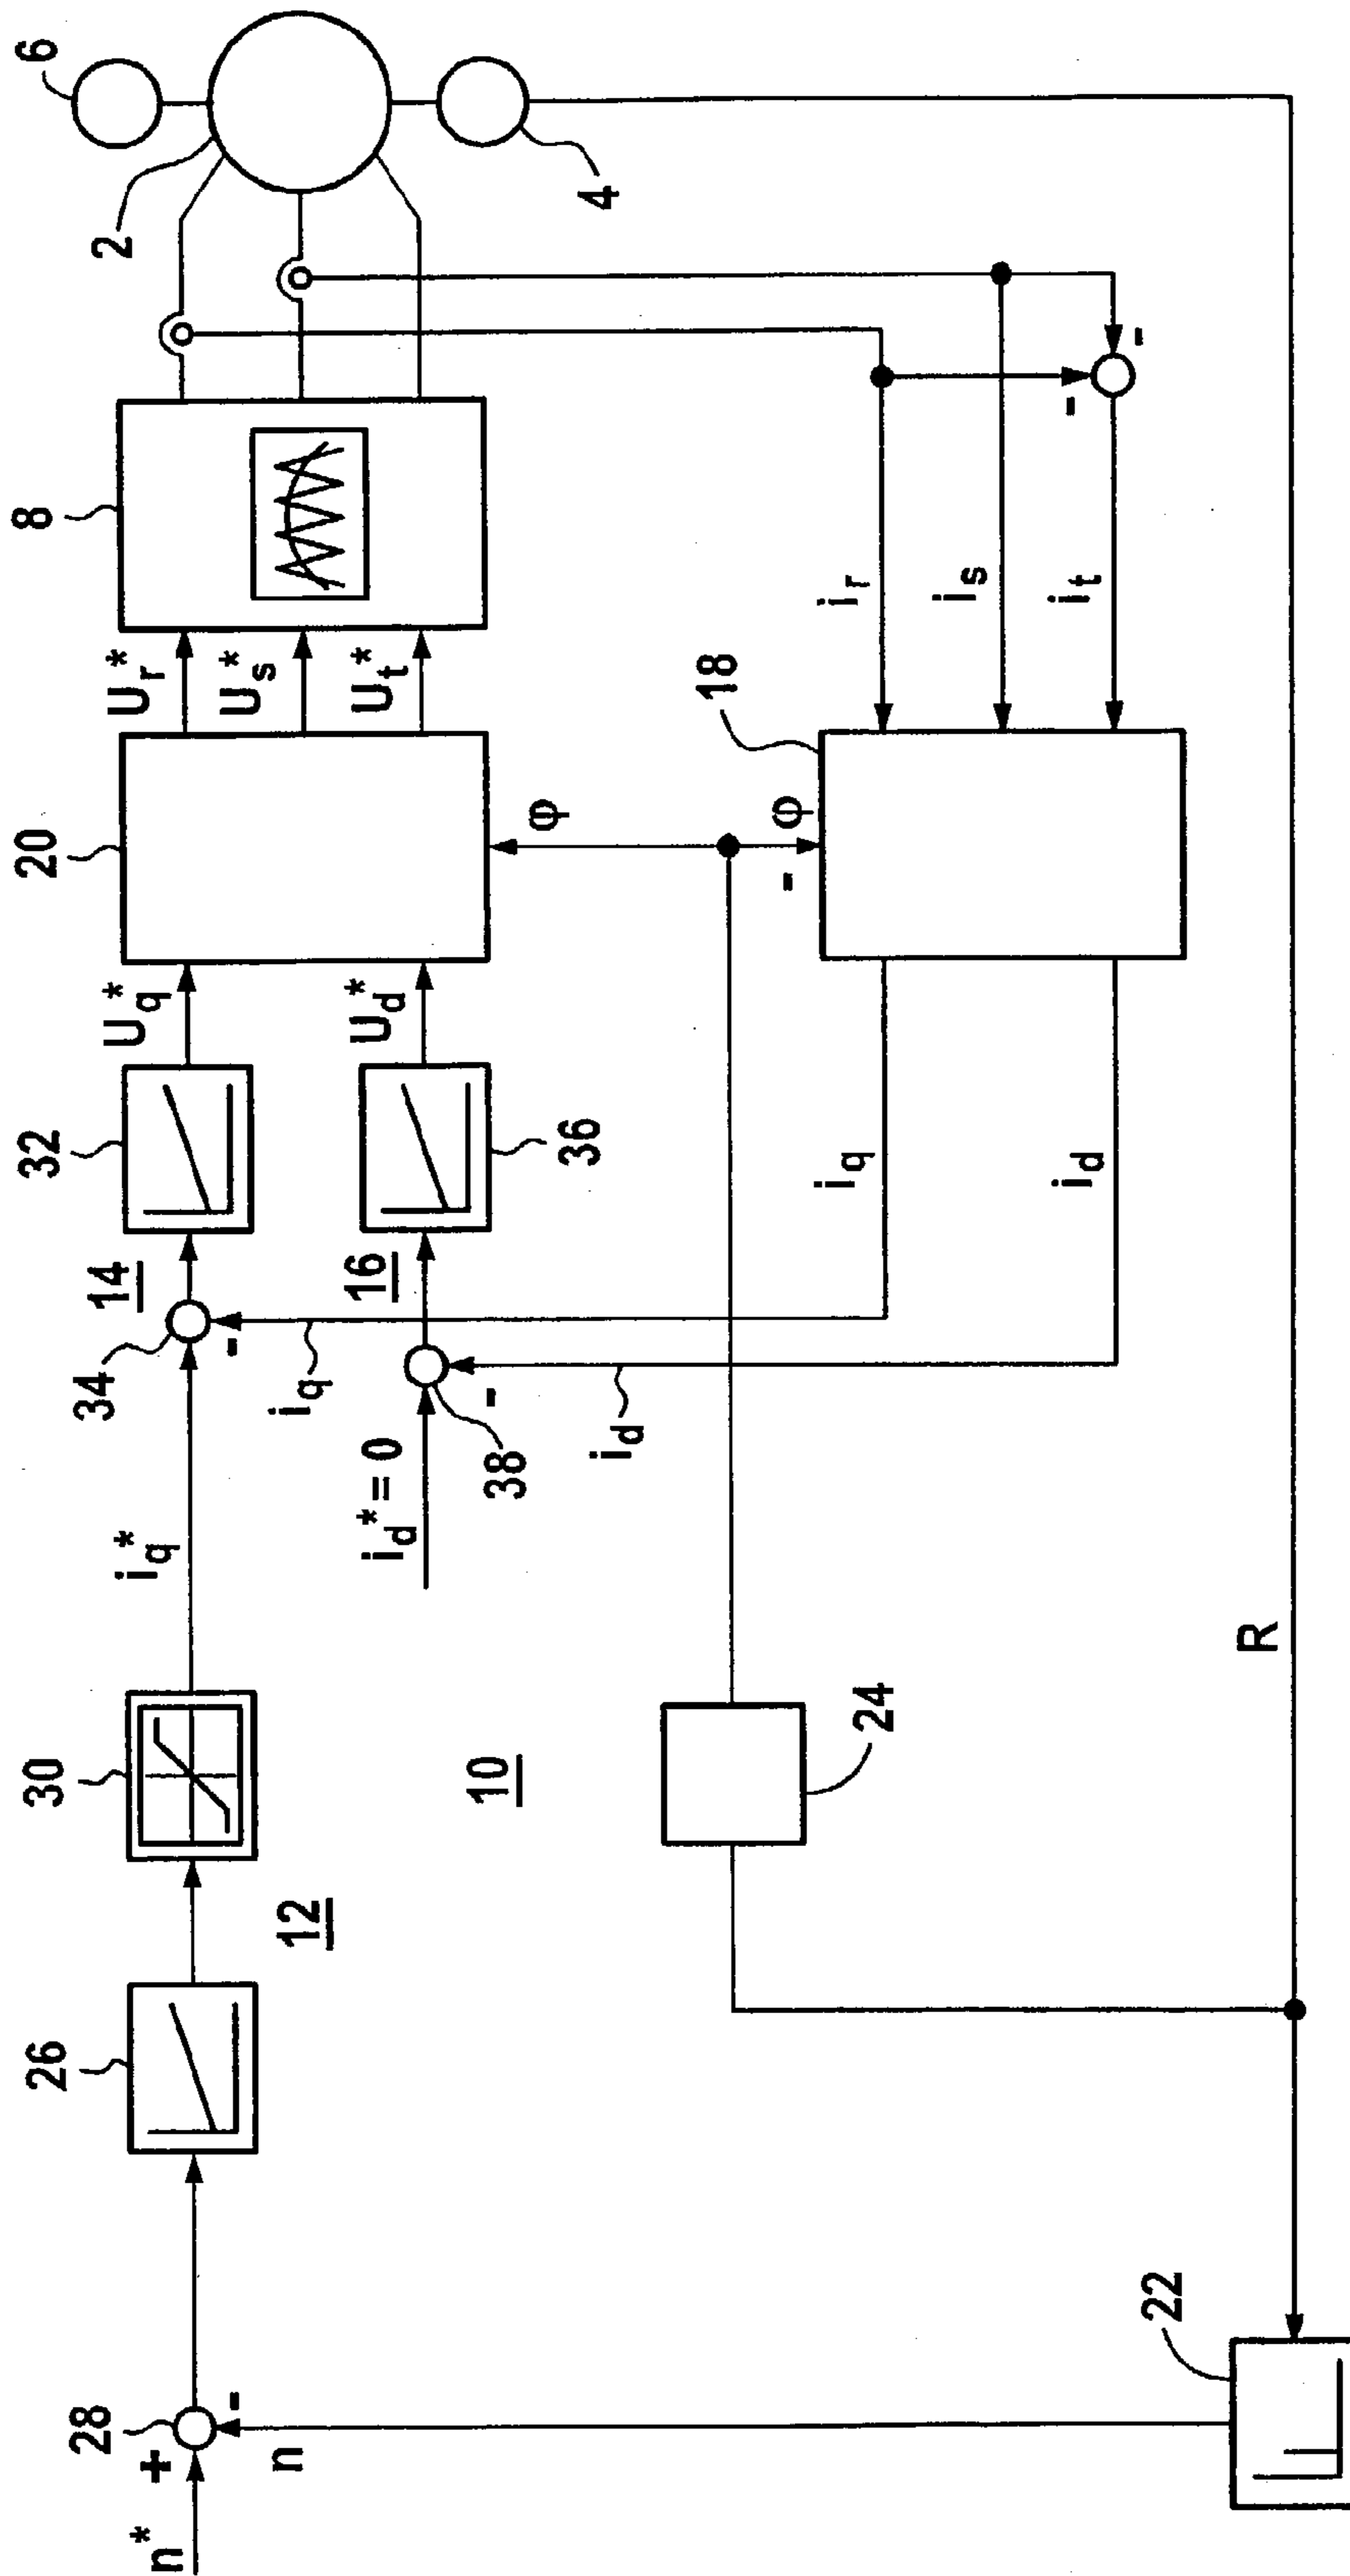 6
2
4
8
U_r^*
U_s^*
U_t^*
20
φ
φ
-
18
i_r
i_s
i_t
-
-
U_q^*
U_d^*
32
36
14
16
34
-
38
-
i_q
i_d
i_q
i_d
i_q^*
i_d^* = 0
30
12
10
24
R
26
28
+
-
n^*
n
22